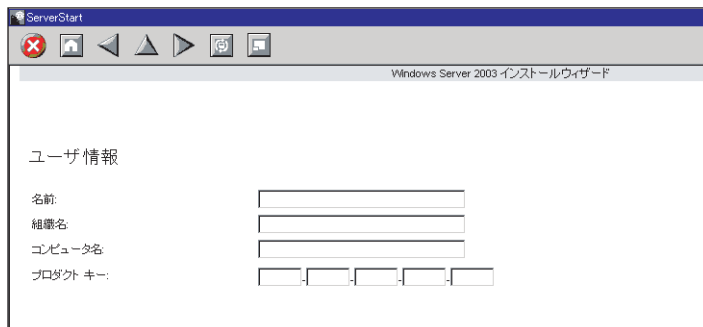 ServerStart
Windows Server 2003 インストールウィザード
ユーザ情報
名前:
組織名:
コンピュータ名:
プロダクト キー:
- - - -